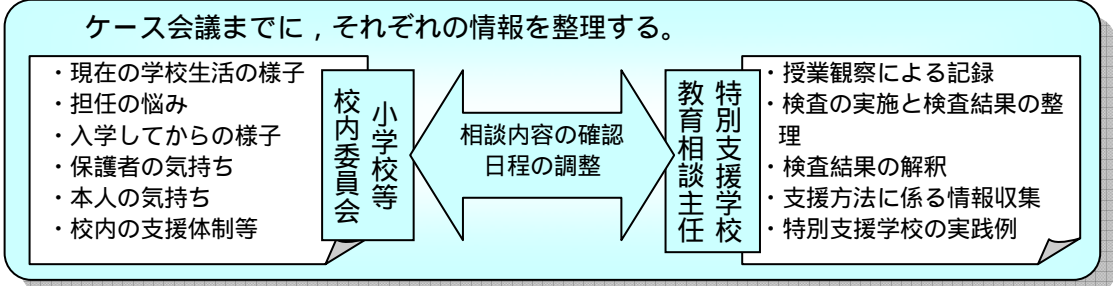 ケース会議までに，それぞれの情報を整理する。
・現在の学校生活の様子
・担任の悩み
・入学してからの様子
・保護者の気持ち
・本人の気持ち
・校内の支援体制等
小学校等
校内委員会
相談内容の確認
日程の調整
特別支援学校
教育相談主任
・授業観察による記録
・検査の実施と検査結果の整
理
・検査結果の解釈
・支援方法に係る情報収集
・特別支援学校の実践例